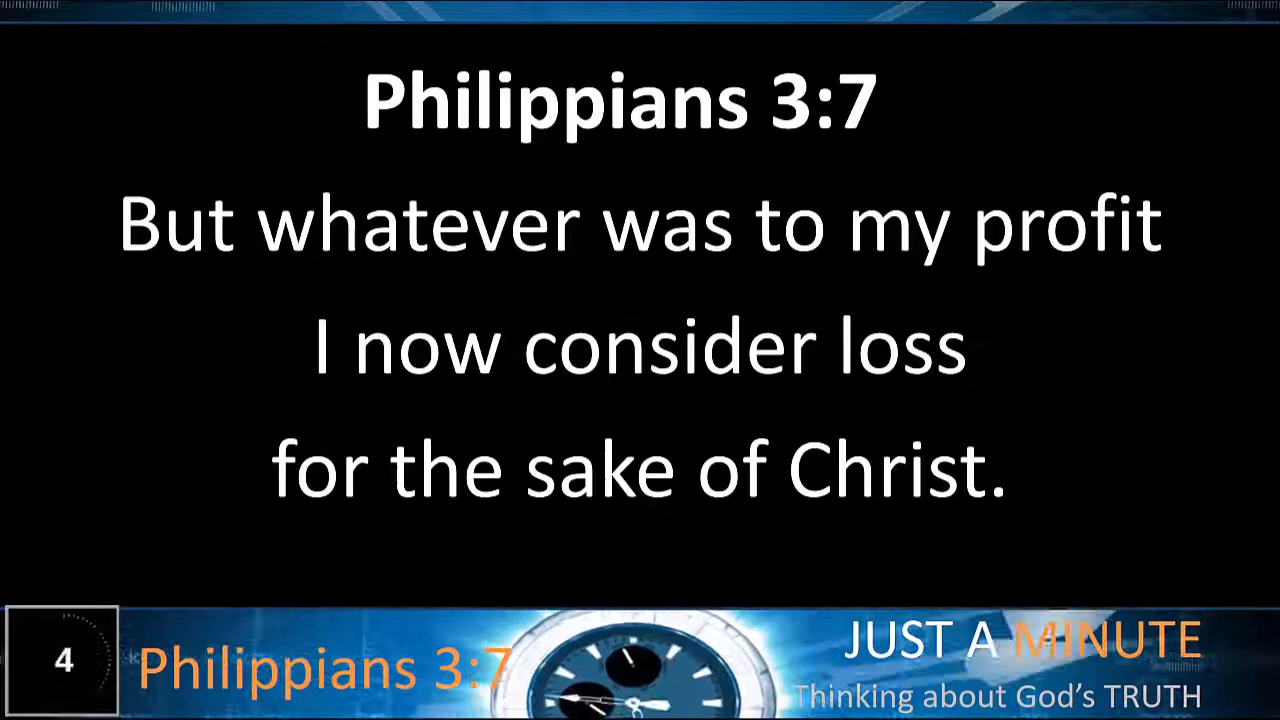 Philippians 3:7
But whatever was to my profit
I now consider loss
for the sake of Christ.
4
Philippians 3:7
JUST A MINUTE
Thinking about God's TRUTH